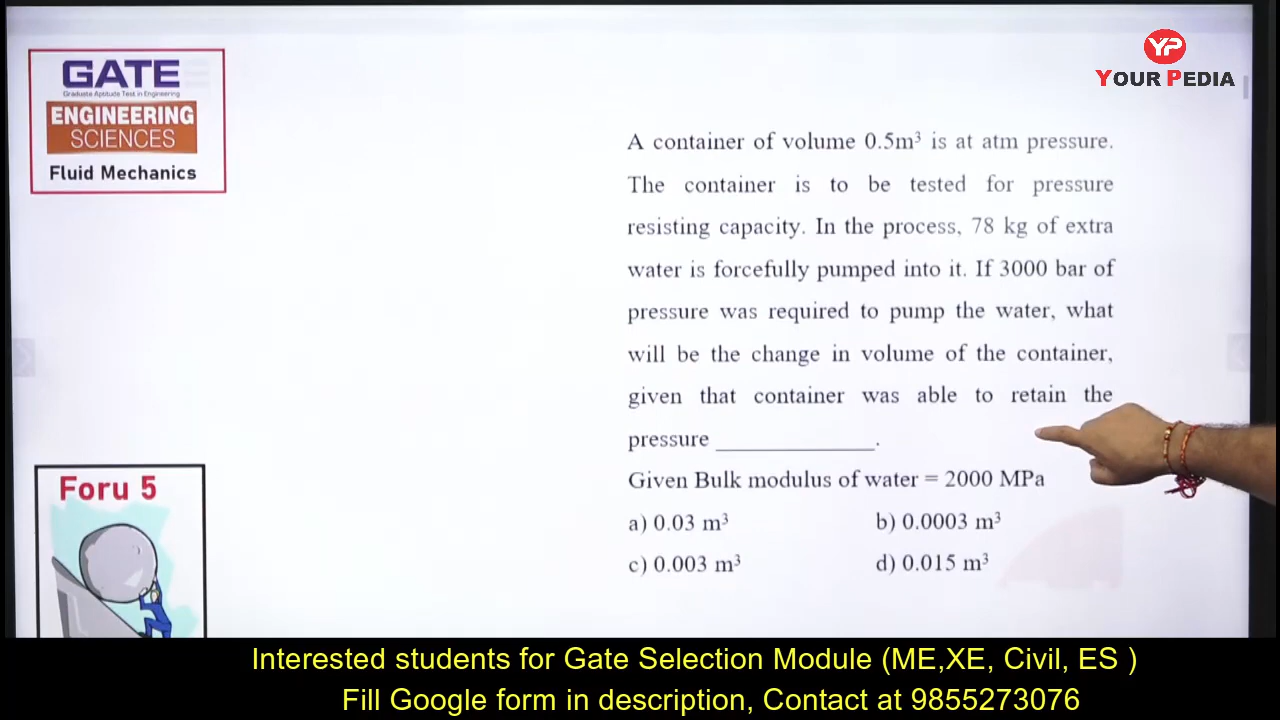 GATE
Graduate Aptitude Test in Engineering
ENGINEERING
SCIENCES
Fluid Mechanics
YP
YOUR PEDIA
A container of volume 0.5m³ is at atm pressure.
The container is to be tested for pressure
resisting capacity. In the process, 78 kg of extra
water is forcefully pumped into it. If 3000 bar of
pressure was required to pump the water, what
will be the change in volume of the container,
given that container was able to retain the
pressure ______________.
Given Bulk modulus of water = 2000 MPa
a) 0.03 m³ b) 0.0003 m³
c) 0.003 m³ d) 0.015 m³
Foru 5
Interested students for Gate Selection Module (ME,XE, Civil, ES )
Fill Google form in description, Contact at 9855273076